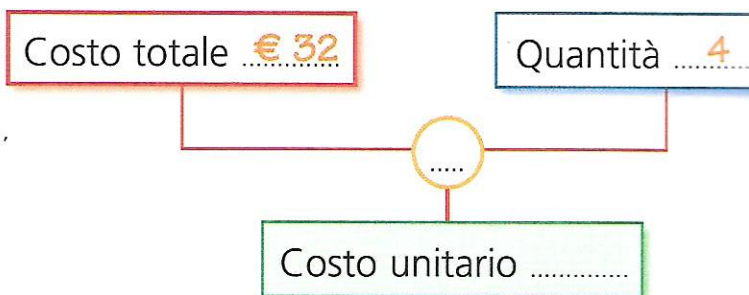 Costo totale € 32
Quantità 4
.....
Costo unitario ..............